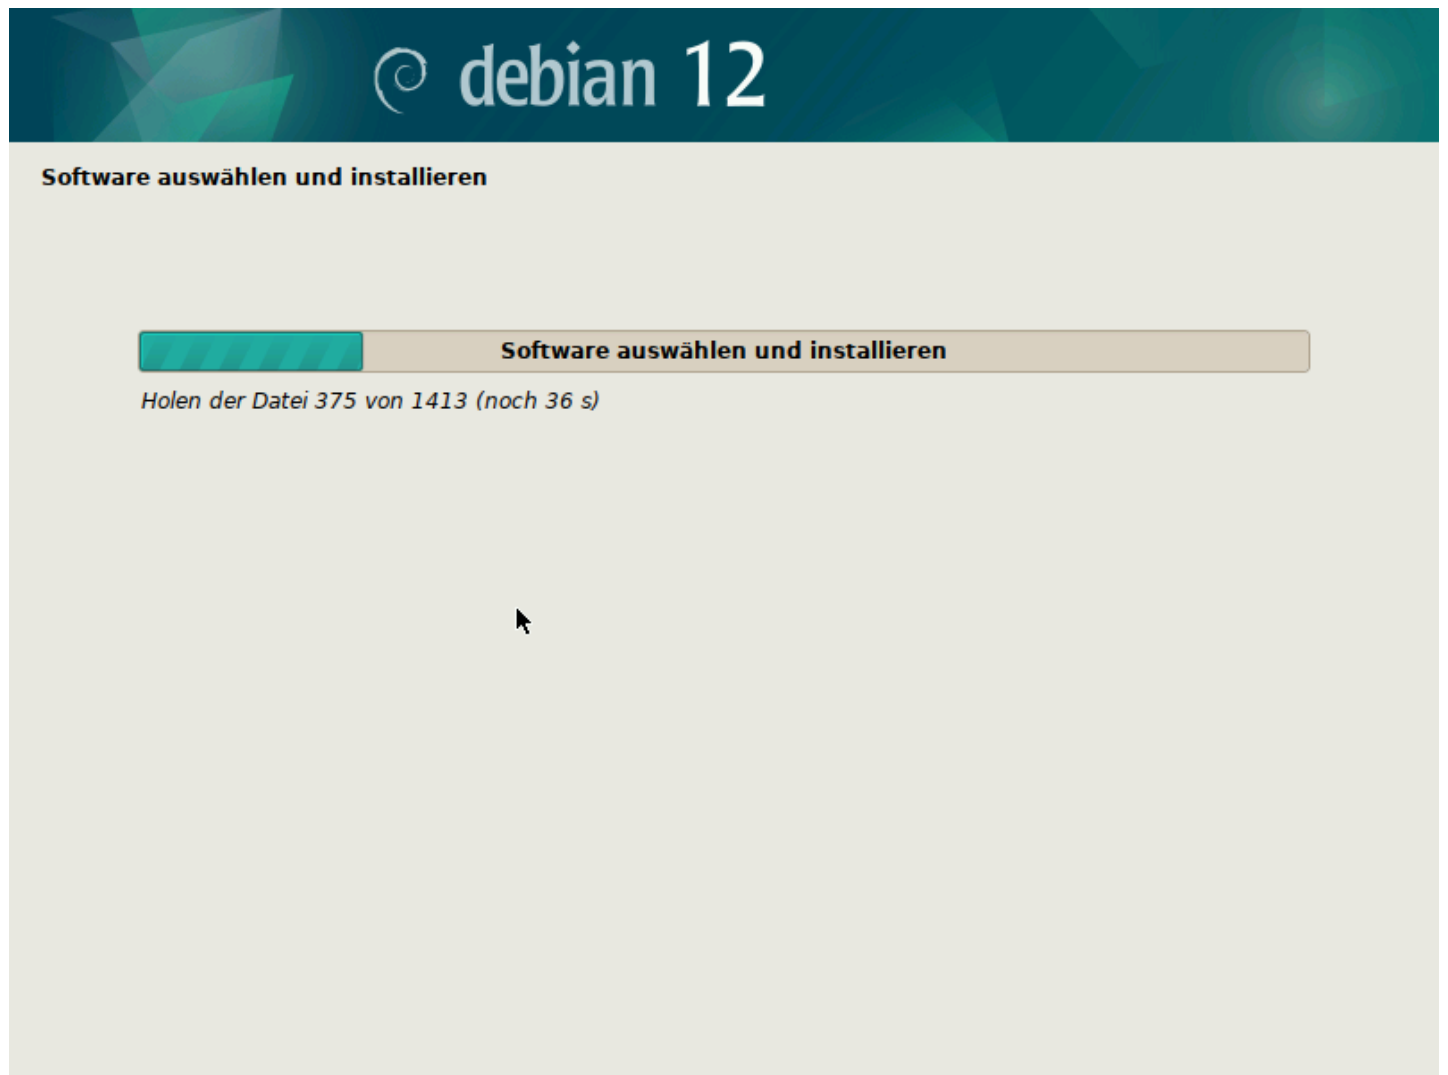 debian 12
Software auswählen und installieren
Software auswählen und installieren
Holen der Datei 375 von 1413 (noch 36 s)